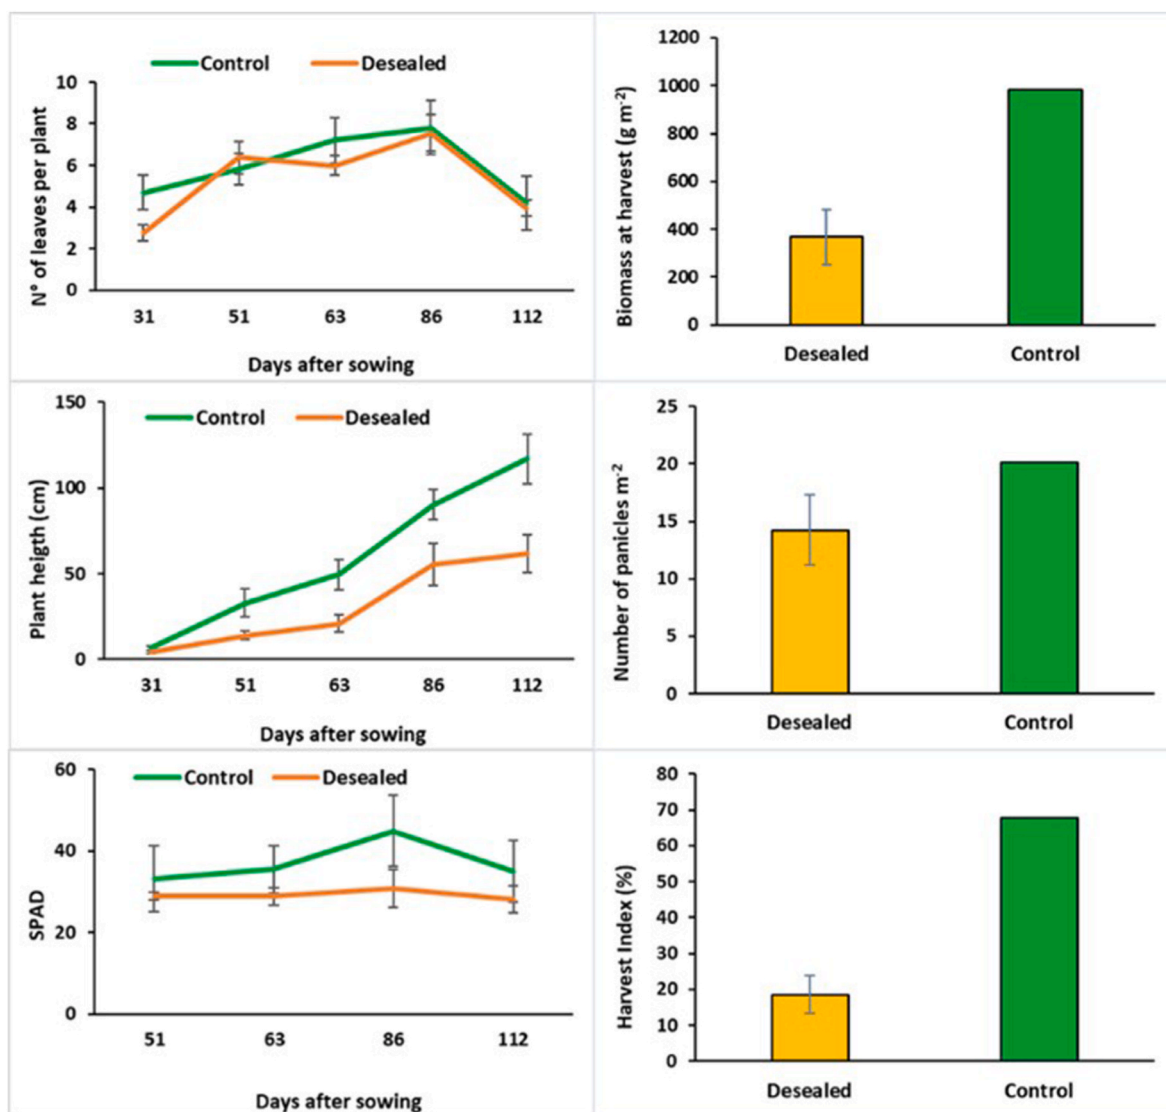 Control Desealed
10
8
6
4
2
0
N° of leaves per plant
31 51 63 86 112
Days after sowing
1200
1000
800
600
400
200
0
Biomass at harvest (g m⁻²)
Desealed Control
Control Desealed
150
100
50
0
Plant heigth (cm)
31 51 63 86 112
Days after sowing
25
20
15
10
5
0
Number of panicles m⁻²
Desealed Control
Control Desealed
60
40
20
0
SPAD
51 63 86 112
Days after sowing
80
70
60
50
40
30
20
10
0
Harvest Index (%)
Desealed Control